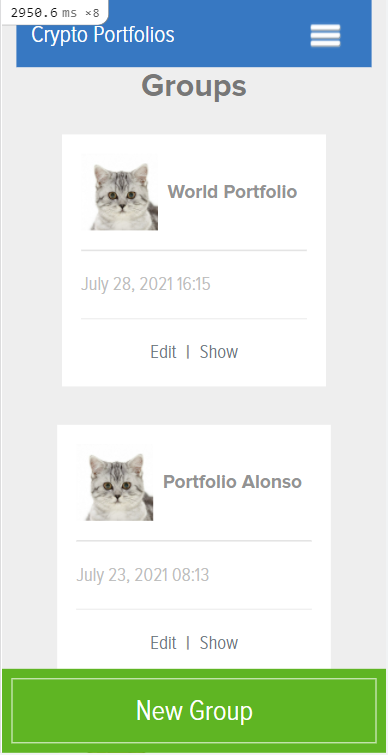 2950.6 ms ×8
Crypto Portfolios
Groups
World Portfolio
July 28, 2021 16:15
Edit | Show
Portfolio Alonso
July 23, 2021 08:13
Edit | Show
New Group